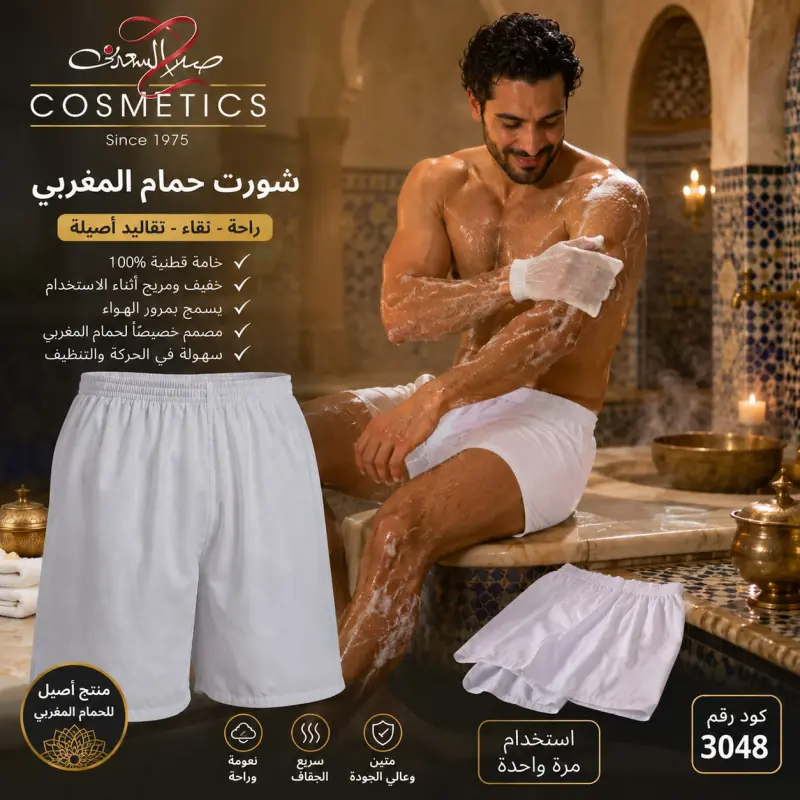 صلاح السعدني
COSMETICS
Since 1975
شورت حمام المغربي
راحة - نقاء - تقاليد أصيلة
خامة قطنية 100%
خفيف ومريح أثناء الاستخدام
يسمح بمرور الهواء
مصمم خصيصًا لحمام المغربي
سهولة في الحركة والتنظيف
منتج أصيل
للحمام المغربي
نعومة
وراحة
سريع
الجفاف
متين
وعالي الجودة
استخدام
مرة واحدة
كود رقم
3048